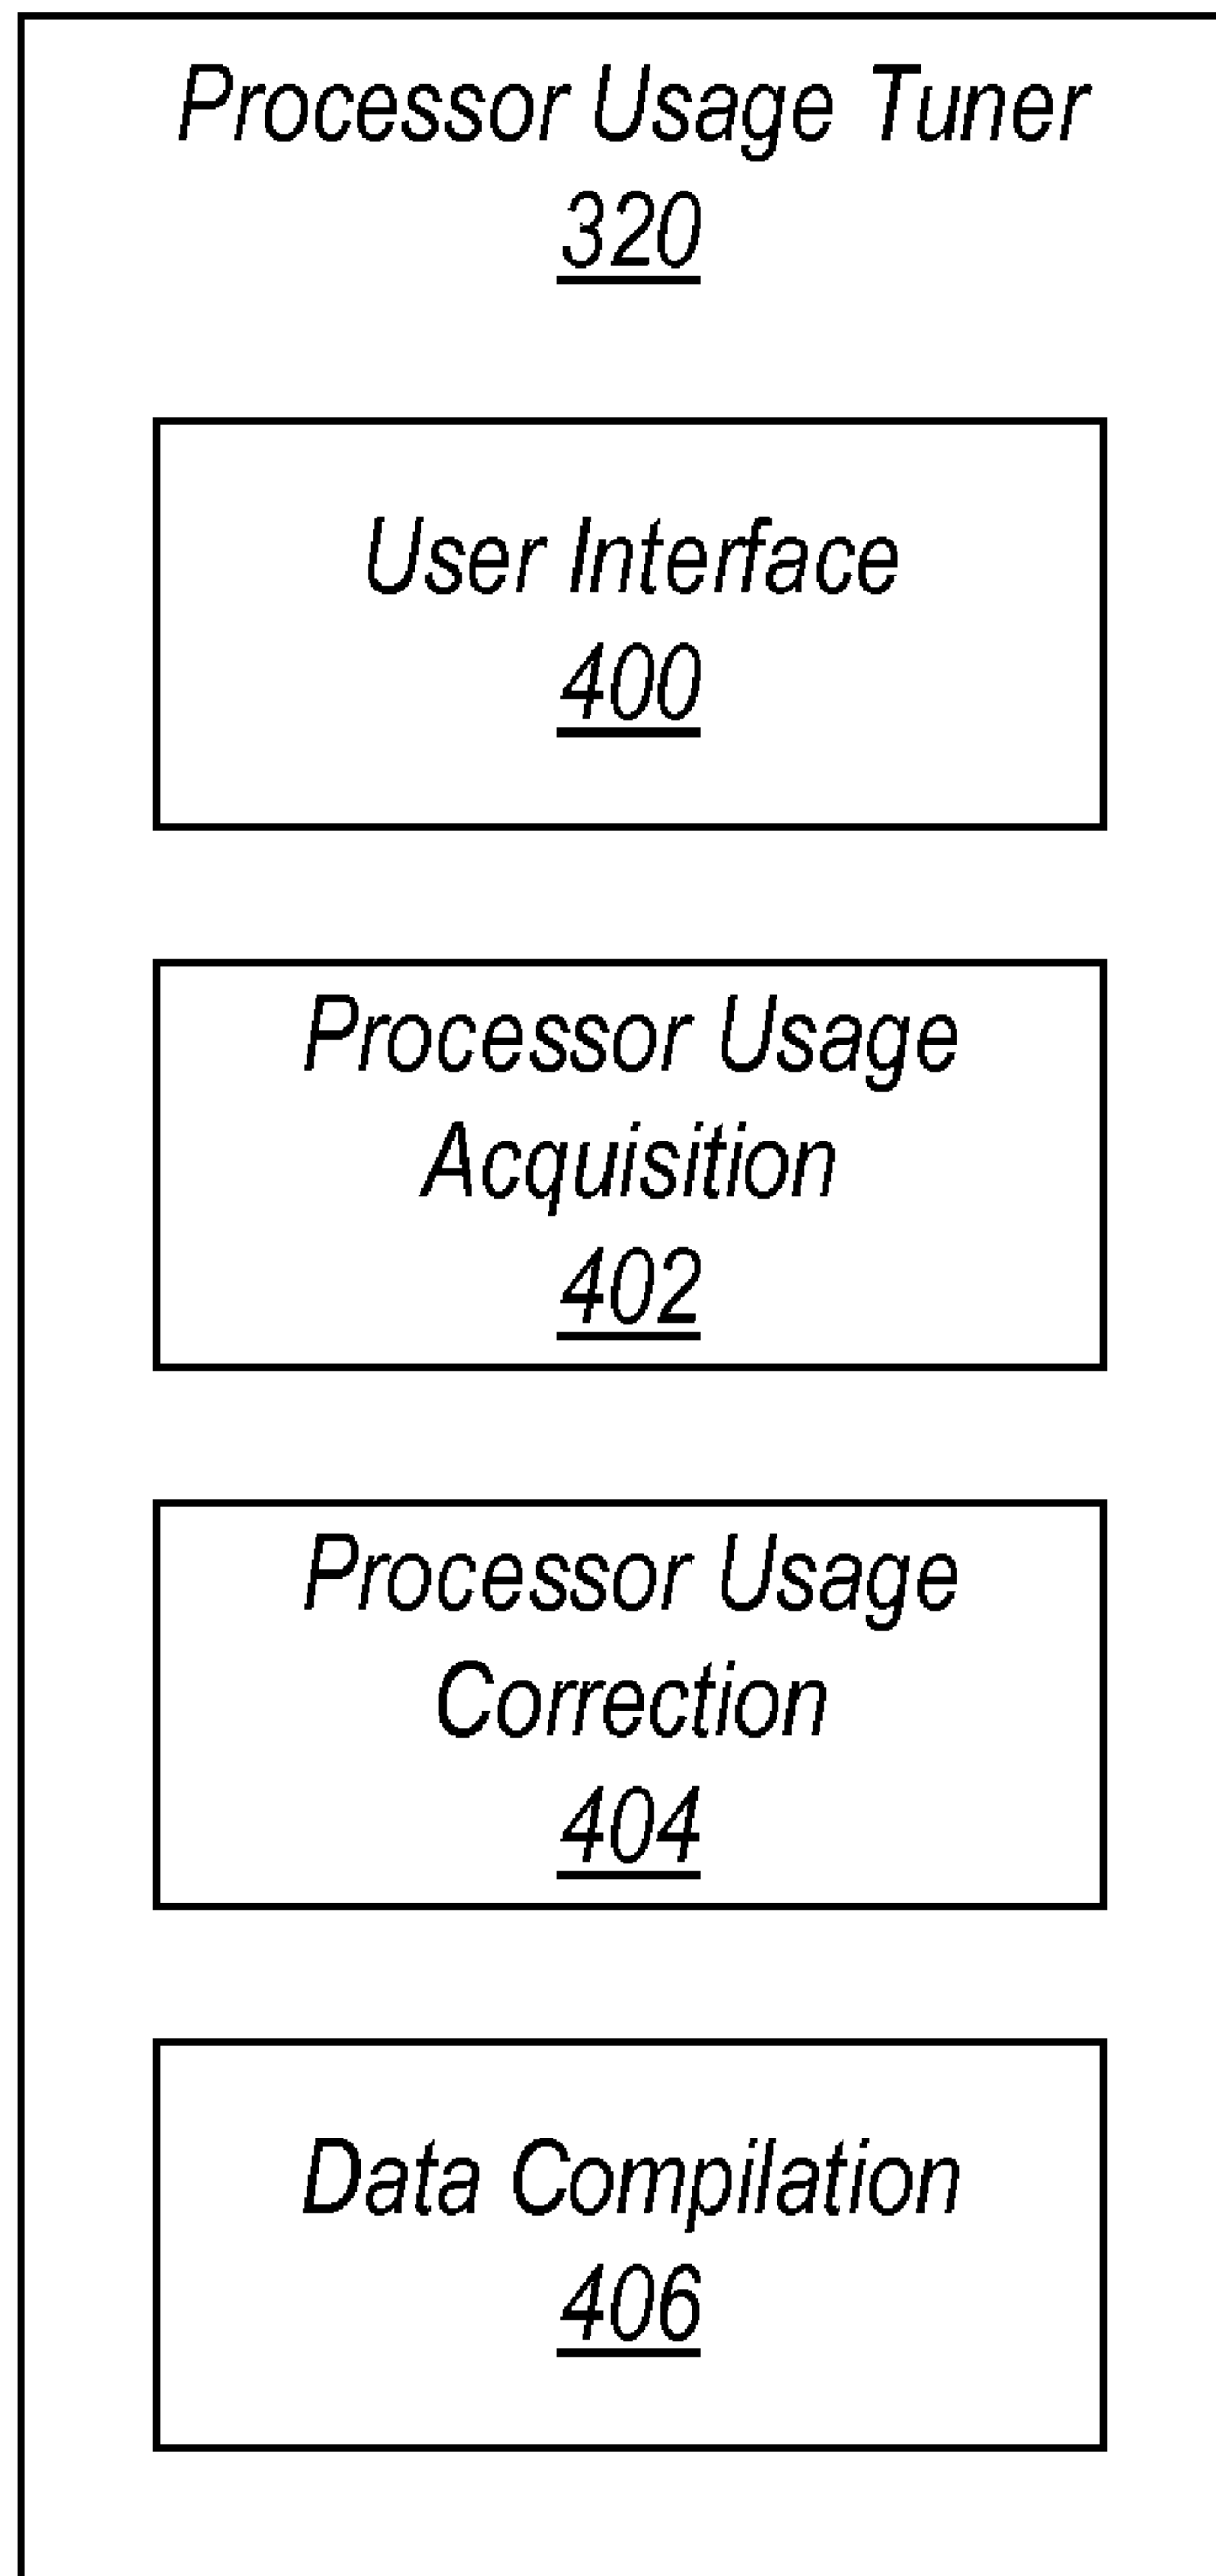 Processor Usage Tuner
320
User Interface
400
Processor Usage
Acquisition
402
Processor Usage
Correction
404
Data Compilation
406